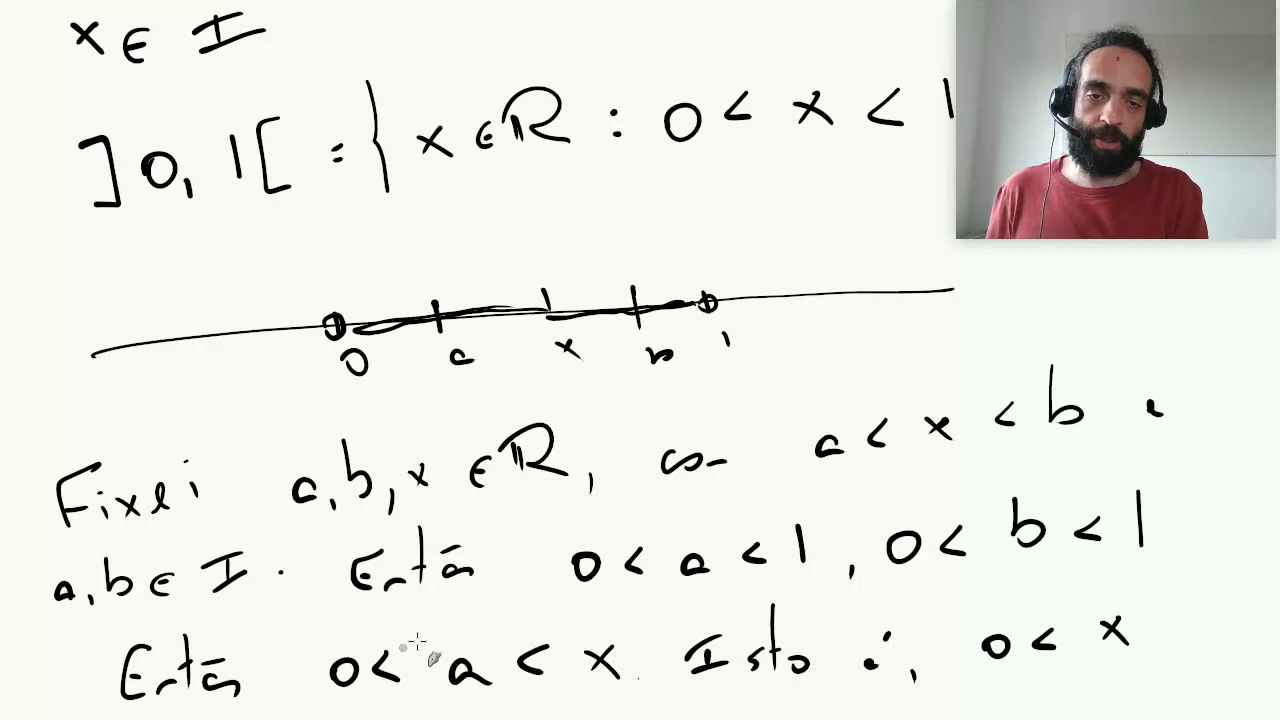 x ∈ I
]0, 1[ = { x ∈ ℝ : 0 < x < 1
0 a x b 1
Fixei a, b, x ∈ ℝ, com a < x < b e
a, b ∈ I. Então 0 < a < 1, 0 < b < 1
Então 0 < a < x. Isto é, 0 < x